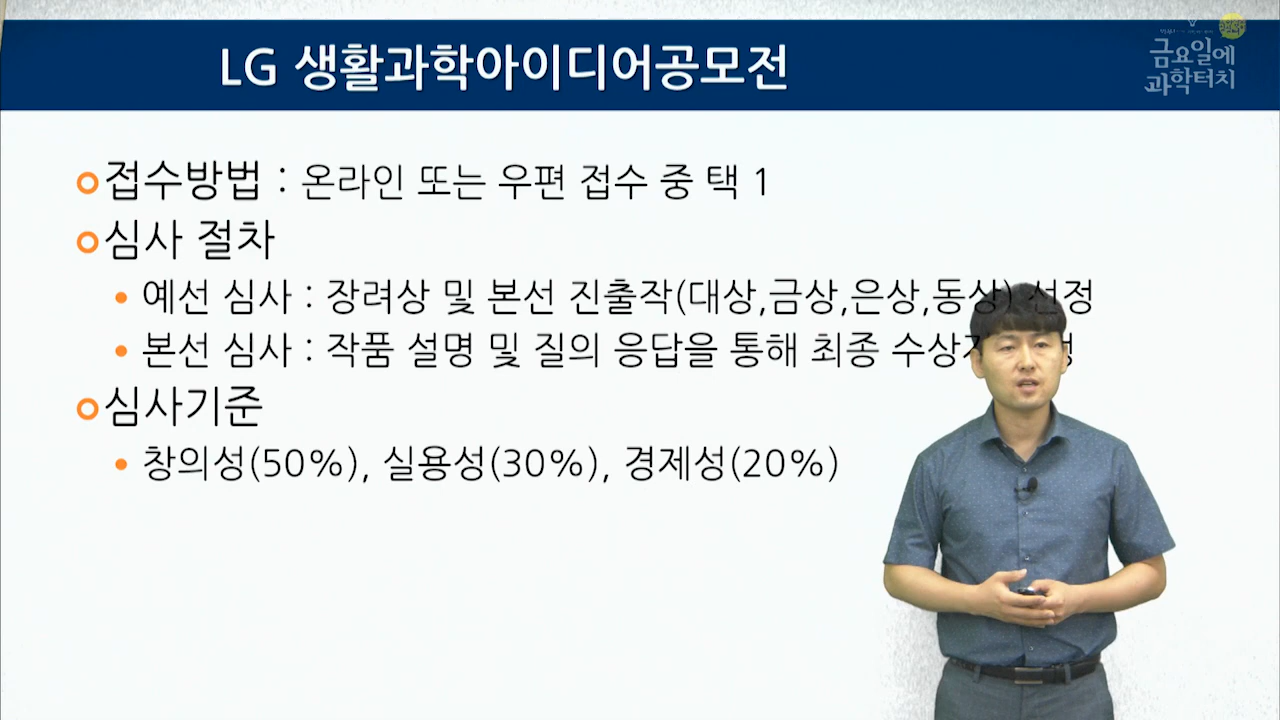 LG 생활과학아이디어공모전
금요일에
과학터치
접수방법 : 온라인 또는 우편 접수 중 택 1
심사 절차
예선 심사 : 장려상 및 본선 진출작(대상,금상,은상,동상) 선정
본선 심사 : 작품 설명 및 질의 응답을 통해 최종
심사기준
창의성(50%), 실용성(30%), 경제성(20%)